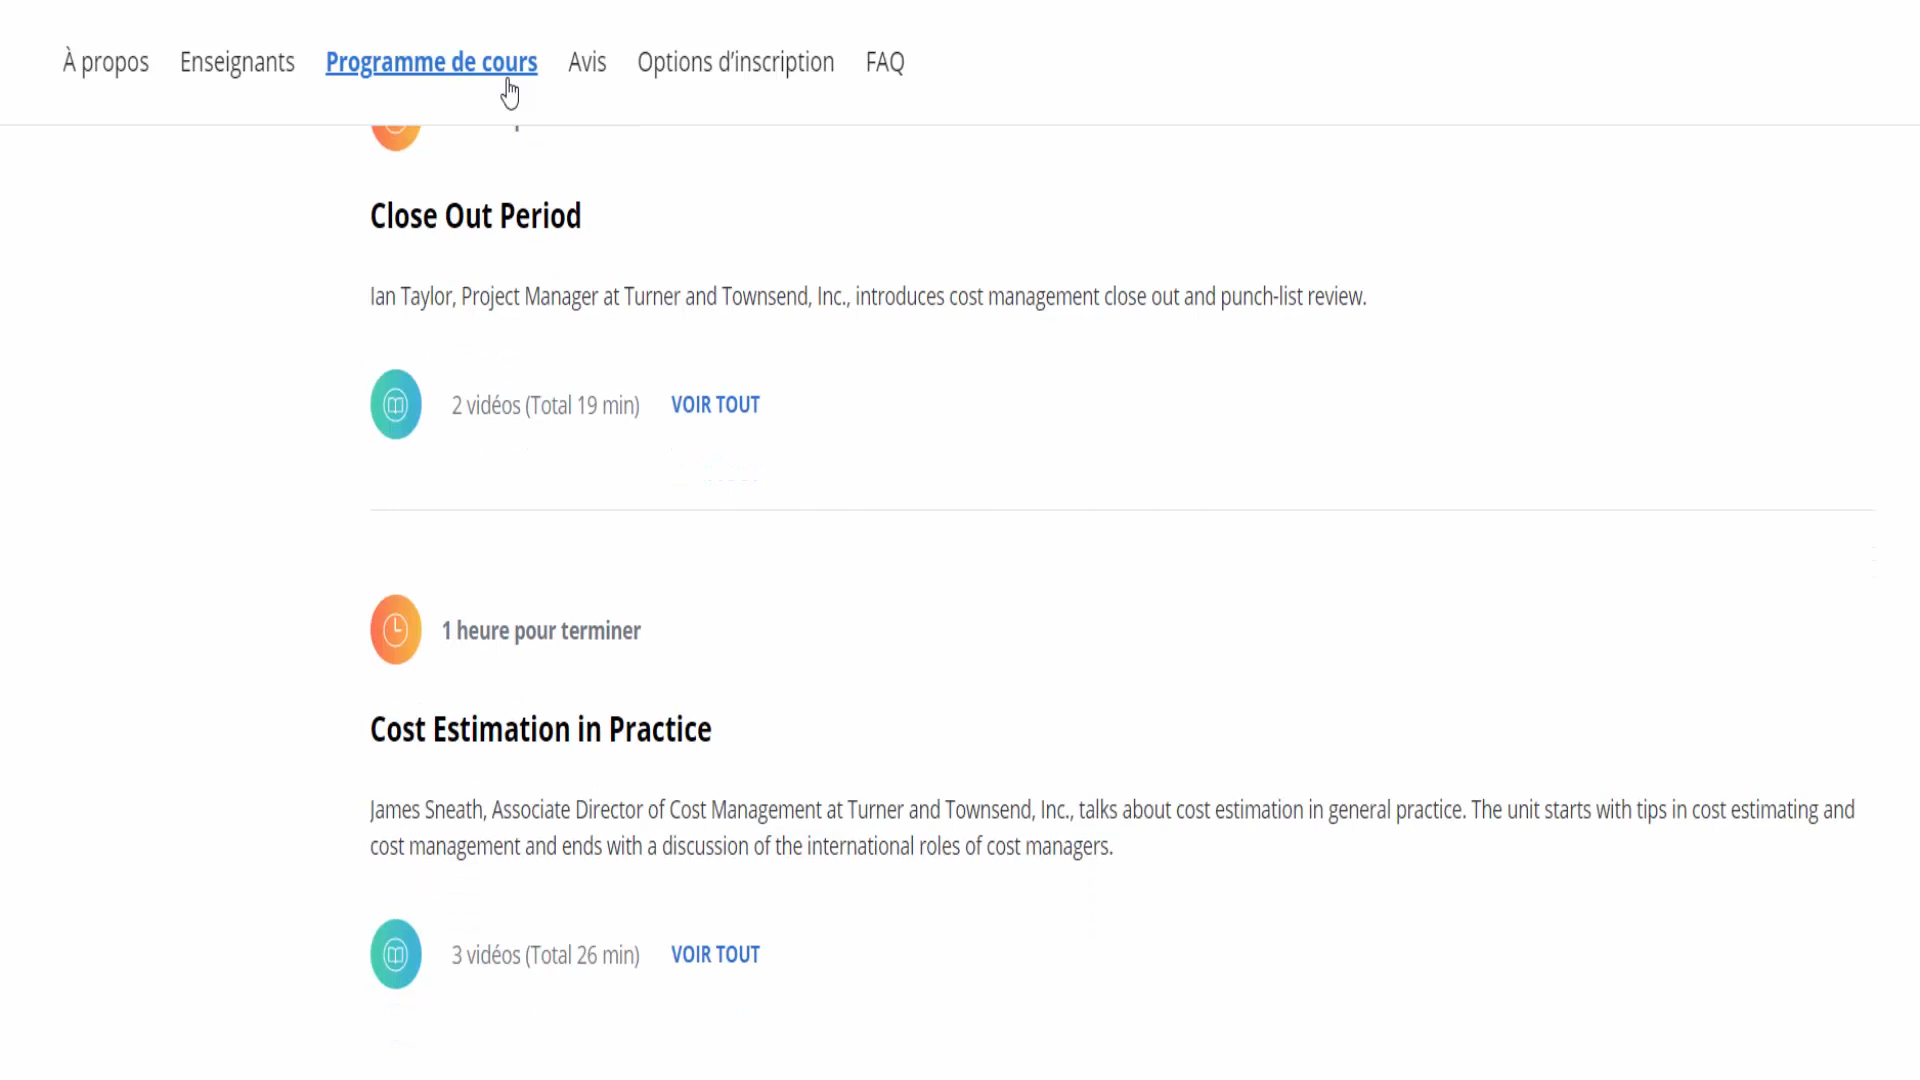 À propos Enseignants Programme de cours Avis Options d'inscription FAQ
Close Out Period
Ian Taylor, Project Manager at Turner and Townsend, Inc., introduces cost management close out and punch-list review.
2 vidéos (Total 19 min) VOIR TOUT
1 heure pour terminer
Cost Estimation in Practice
James Sneath, Associate Director of Cost Management at Turner and Townsend, Inc., talks about cost estimation in general practice. The unit starts with tips in cost estimating and
cost management and ends with a discussion of the international roles of cost managers.
3 vidéos (Total 26 min) VOIR TOUT